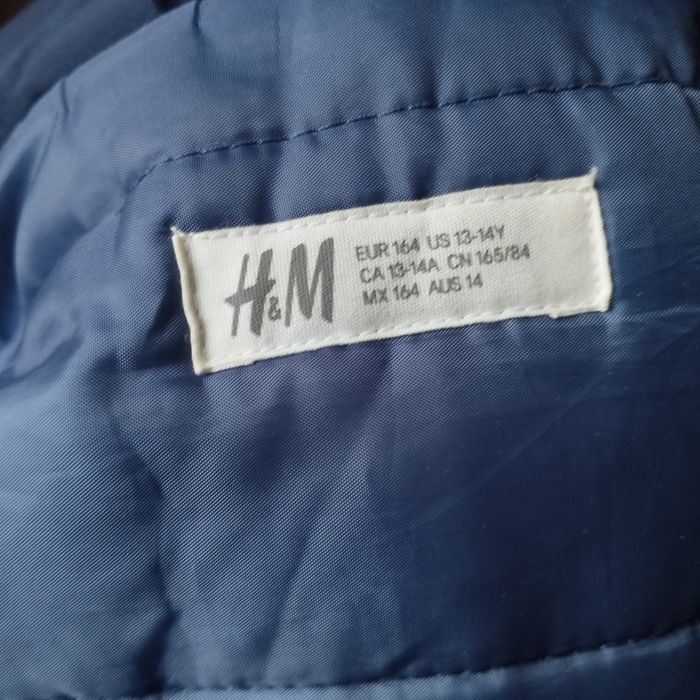 H&M
EUR 164 US 13-14Y
CA 13-14A CN 165/84
MX 164 AUS 14